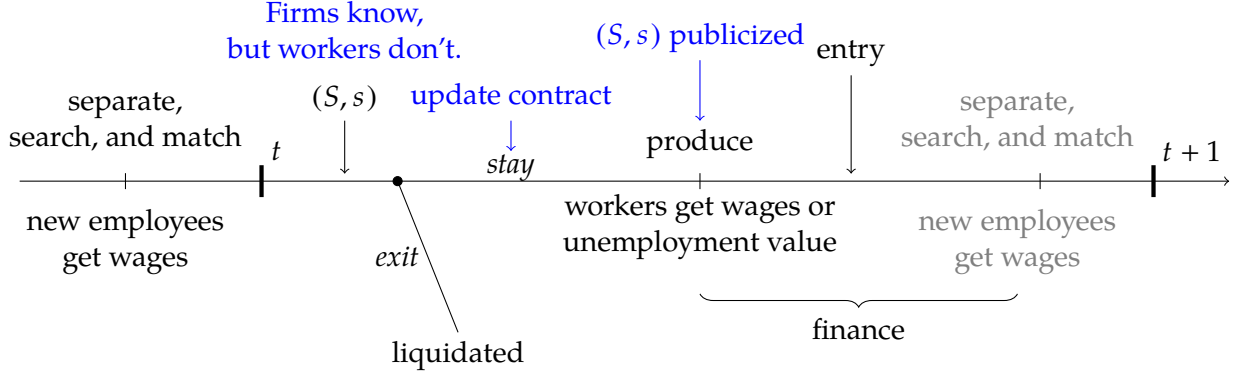 Firms know,
but workers don't.
(S, s) publicized
entry
separate,
search, and match
(S, s)
update contract
separate,
search, and match
t
stay
produce
t + 1
new employees
get wages
exit
workers get wages or
unemployment value
new employees
get wages
finance
liquidated